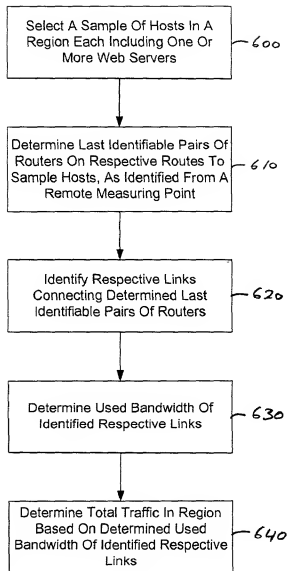 Select A Sample Of Hosts In A
Region Each Including One Or
More Web Servers
600
Determine Last Identifiable Pairs Of
Routers On Respective Routes To
Sample Hosts, As Identified From A
Remote Measuring Point
610
Identify Respective Links
Connecting Determined Last
Identifiable Pairs Of Routers
620
Determine Used Bandwidth Of
Identified Respective Links
630
Determine Total Traffic In Region
Based On Determined Used
Bandwidth Of Identified Respective
Links
640